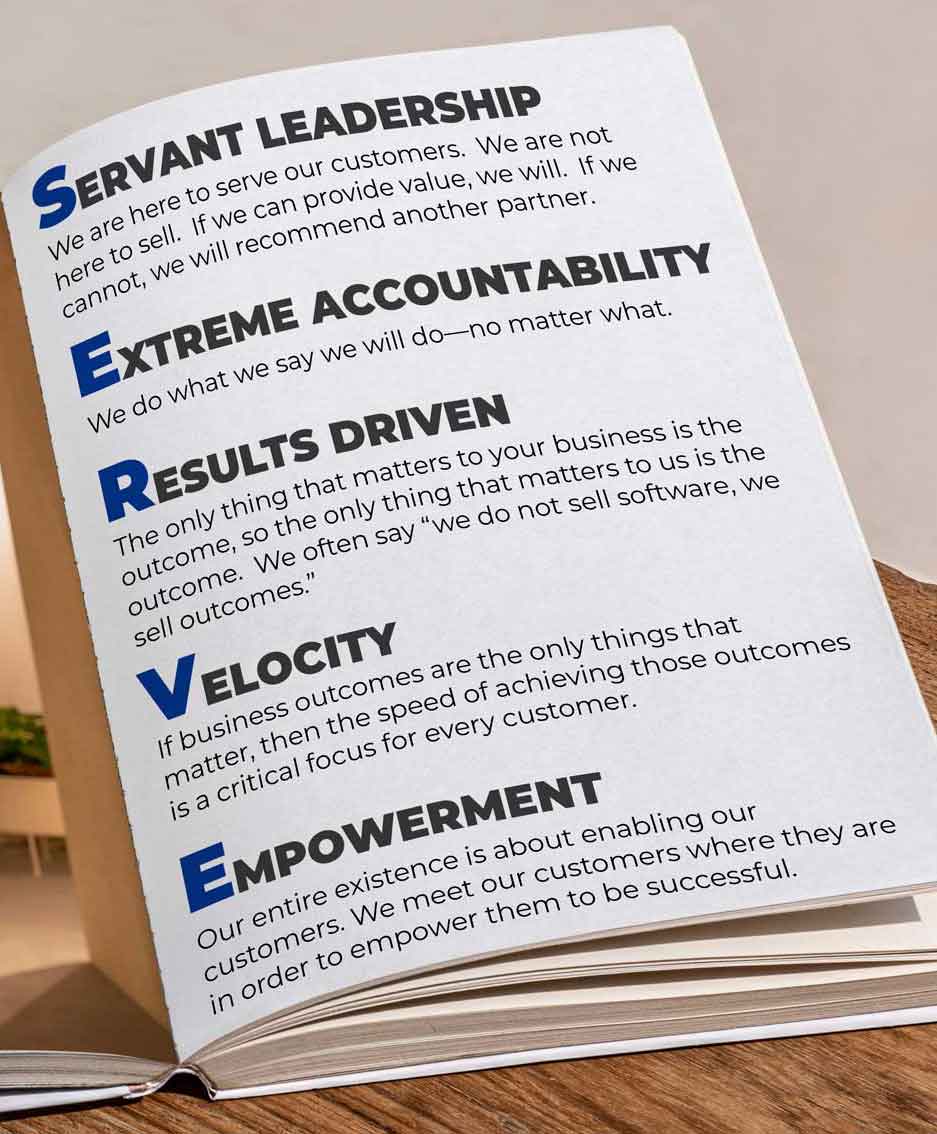 SERVANT LEADERSHIP
We are here to serve our customers. We are not
here to sell. If we can provide value, we will. If we
cannot, we will recommend another partner.
EXTREME ACCOUNTABILITY
We do what we say we will do—no matter what.
RESULTS DRIVEN
The only thing that matters to your business is the
outcome, so the only thing that matters to us is the
outcome. We often say “we do not sell software, we
sell outcomes.”
VELOCITY
If business outcomes are the only things that
matter, then the speed of achieving those outcomes
is a critical focus for every customer.
EMPOWERMENT
Our entire existence is about enabling our
customers. We meet our customers where they are
in order to empower them to be successful.